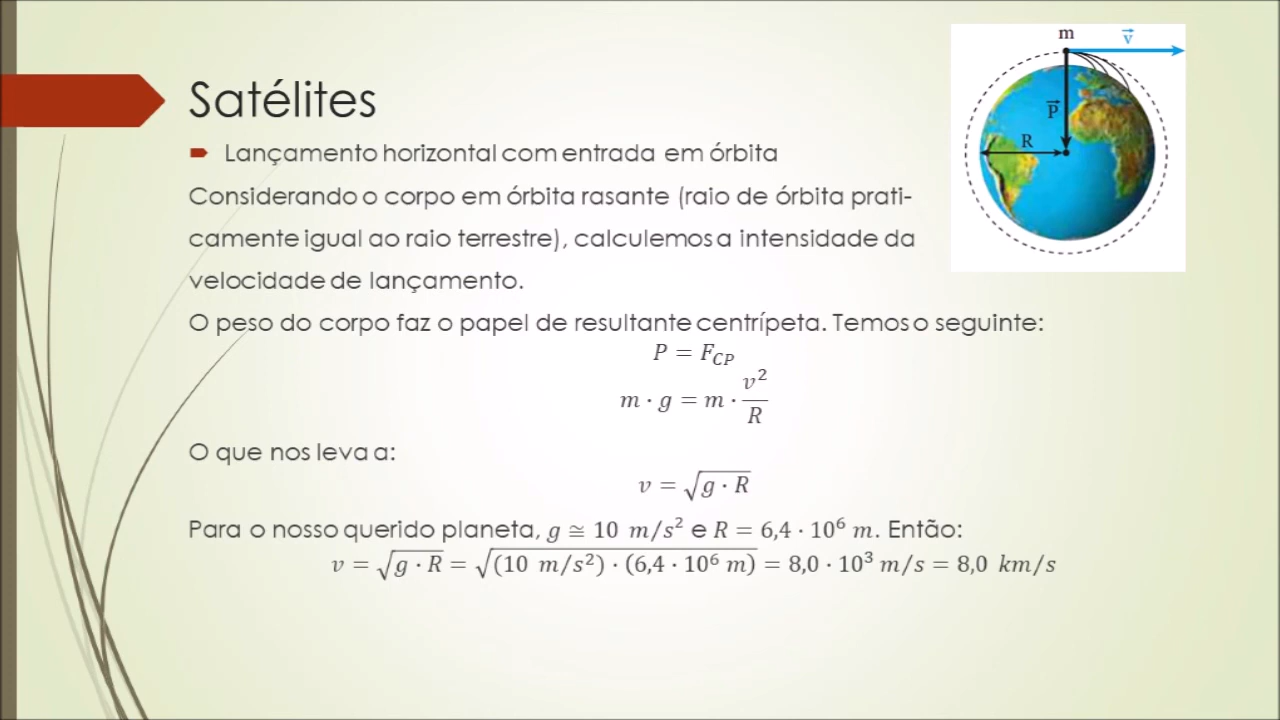 Satélites
Lançamento horizontal com entrada em órbita
Considerando o corpo em órbita rasante (raio de órbita prati-
camente igual ao raio terrestre), calculemos a intensidade da
velocidade de lançamento.
O peso do corpo faz o papel de resultante centrípeta. Temos o seguinte:
P = F_CP
m · g = m · v²/R
O que nos leva a:
v = √(g · R)
Para o nosso querido planeta, g ≅ 10 m/s² e R = 6,4 · 10⁶ m. Então:
v = √(g · R) = √((10 m/s²) · (6,4 · 10⁶ m)) = 8,0 · 10³ m/s = 8,0 km/s
m
v⃗
P⃗
R